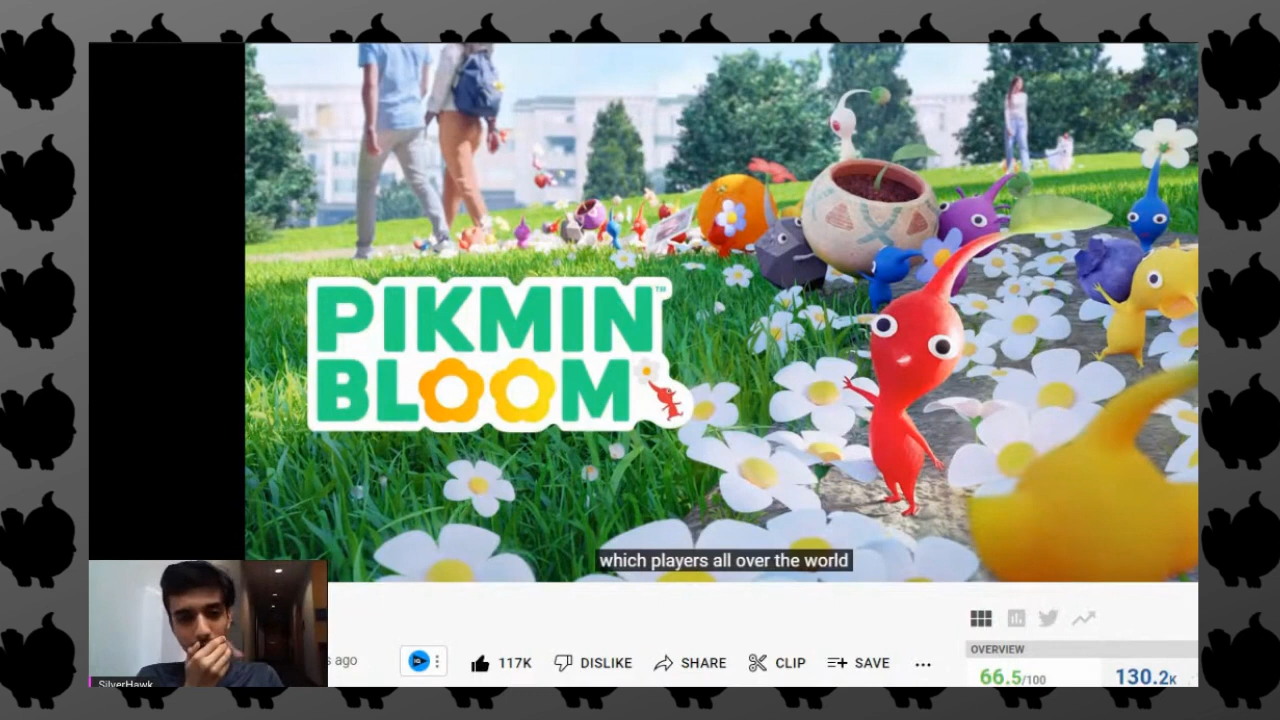 PIKMIN™
BLOOM
which players all over the world
s ago
117K
DISLIKE
SHARE
CLIP
SAVE
OVERVIEW
66.5/100
130.2K
SilverHawk